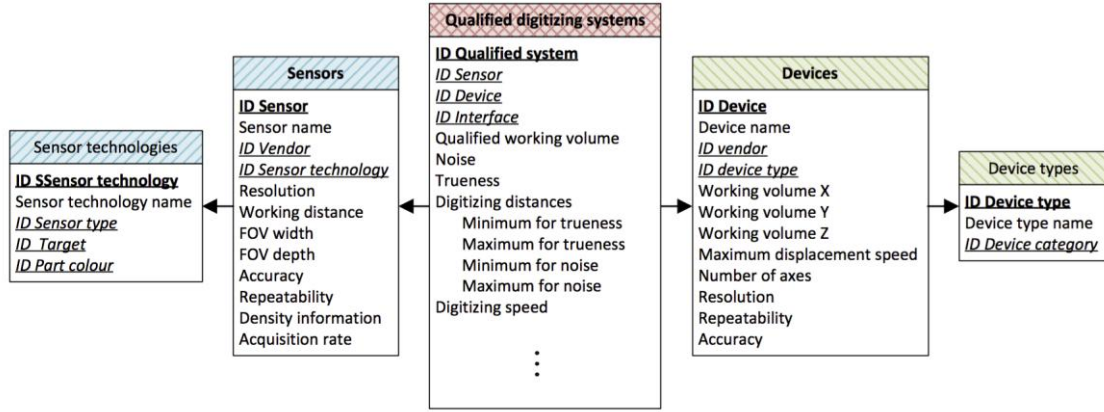 Sensor technologies
ID SSensor technology
Sensor technology name
ID Sensor type
ID  Target
ID Part colour
Sensors
ID Sensor
Sensor name
ID Vendor
ID Sensor technology
Resolution
Working distance
FOV width
FOV depth
Accuracy
Repeatability
Density information
Acquisition rate
Qualified digitizing systems
ID Qualified system
ID Sensor
ID Device
ID Interface
Qualified working volume
Noise
Trueness
Digitizing distances
Minimum for trueness
Maximum for trueness
Minimum for noise
Maximum for noise
Digitizing speed
Devices
ID Device
Device name
ID vendor
ID device type
Working volume X
Working volume Y
Working volume Z
Maximum displacement speed
Number of axes
Resolution
Repeatability
Accuracy
Device types
ID Device type
Device type name
ID Device category